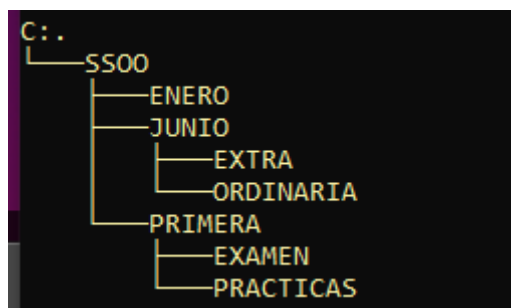 C:.
└───SSOO
    ├───ENERO
    ├───JUNIO
    │   ├───EXTRA
    │   └───ORDINARIA
    └───PRIMERA
        ├───EXAMEN
        └───PRACTICAS